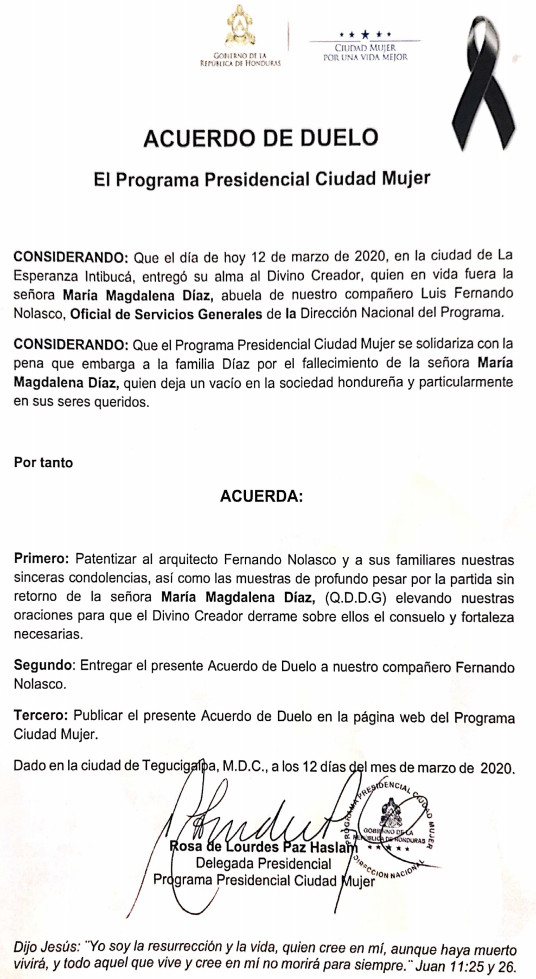 GOBIERNO DE LA
REPÚBLICA DE HONDURAS
CIUDAD MUJER
POR UNA VIDA MEJOR
ACUERDO DE DUELO
El Programa Presidencial Ciudad Mujer
CONSIDERANDO: Que el día de hoy 12 de marzo de 2020, en la ciudad de La
Esperanza Intibucá, entregó su alma al Divino Creador, quien en vida fuera la
señora María Magdalena Díaz, abuela de nuestro compañero Luis Fernando
Nolasco, Oficial de Servicios Generales de la Dirección Nacional del Programa.
CONSIDERANDO: Que el Programa Presidencial Ciudad Mujer se solidariza con la
pena que embarga a la familia Díaz por el fallecimiento de la señora María
Magdalena Díaz, quien deja un vacío en la sociedad hondureña y particularmente
en sus seres queridos.
Por tanto
ACUERDA:
Primero: Patentizar al arquitecto Fernando Nolasco y a sus familiares nuestras
sinceras condolencias, así como las muestras de profundo pesar por la partida sin
retorno de la señora María Magdalena Díaz, (Q.D.D.G) elevando nuestras
oraciones para que el Divino Creador derrame sobre ellos el consuelo y fortaleza
necesarias.
Segundo: Entregar el presente Acuerdo de Duelo a nuestro compañero Fernando
Nolasco.
Tercero: Publicar el presente Acuerdo de Duelo en la página web del Programa
Ciudad Mujer.
Dado en la ciudad de Tegucigalpa, M.D.C., a los 12 días del mes de marzo de 2020.
PROGRAMA PRESIDENCIAL CIUDAD MUJER
GOBIERNO DE LA
REPÚBLICA DE HONDURAS
DIRECCIÓN NACIONAL
Rosa de Lourdes Paz Haslam
Delegada Presidencial
Programa Presidencial Ciudad Mujer
Dijo Jesús: "Yo soy la resurrección y la vida, quien cree en mí, aunque haya muerto
vivirá, y todo aquel que vive y cree en mí no morirá para siempre." Juan 11:25 y 26.